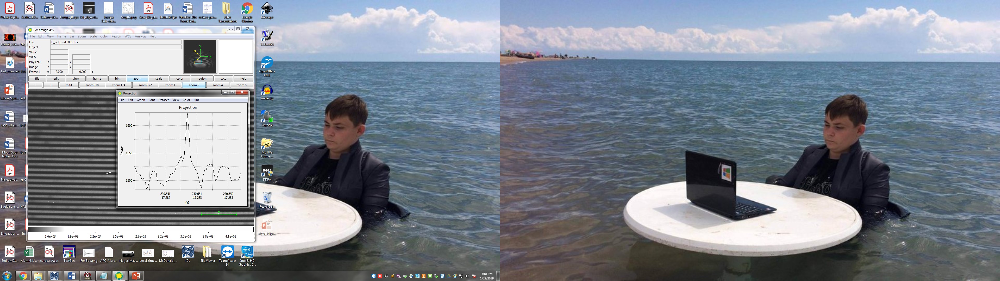 Pulsar-Jupit... SodiumD2... Subaru_Ide... Europa_B.eps Jet_aligned... Europa Smyth.png Save_file_pl... Datathief.jar NovDec Obs reduce_pro... Filter Google Inkscape
Sub-sola... Torus Scri... Transmissions Chrome
SAOImage ds9
File Edit View Frame Bin Zoom Scale Color Region WCS Analysis Help
File Io_eclipsed.0001.fits
Object
Value
WCS
Physical X Y
Image X Y
Frame 1 x 2.000 0.000 °
N Y X E
file edit view frame bin zoom scale color region wcs help
- + to fit zoom 1/8 zoom 1/4 zoom 1/2 zoom 1 zoom 2 zoom 4 zoom 8
Projection
File Edit Graph Font Dataset View Color Line
Projection
Counts
1600
1550
1500
230.651 230.651 230.650
-17.282 -17.283 -17.283
fk5
1.6e+03 1.9e+03 2.2e+03 2.5e+03 2.9e+03 3.2e+03 3.5e+03 3.8e+03 4.1e+03
Transit_velo...
Test_merc.avi
Moon_Spot...
LPSC_Abstr...
Moon Spot
Notes.docx
Na_equival...
Equivalent_...
Line_ratios....
TeXworks
OpenOffice
4.0.1
Audacity
WinSCP
My UVa
Home ...
DELL
DDPA
Recycle Bin
SodiumD1... Alumni_Lis... europa_A.eps TestGen For Bob.png APO_Merc... Na_jet_May... Local_time... McDonald_... IDL Slit_Viewer TeamViewer Intel® HD
14 Graphics C...
3:18 PM
1/29/2019